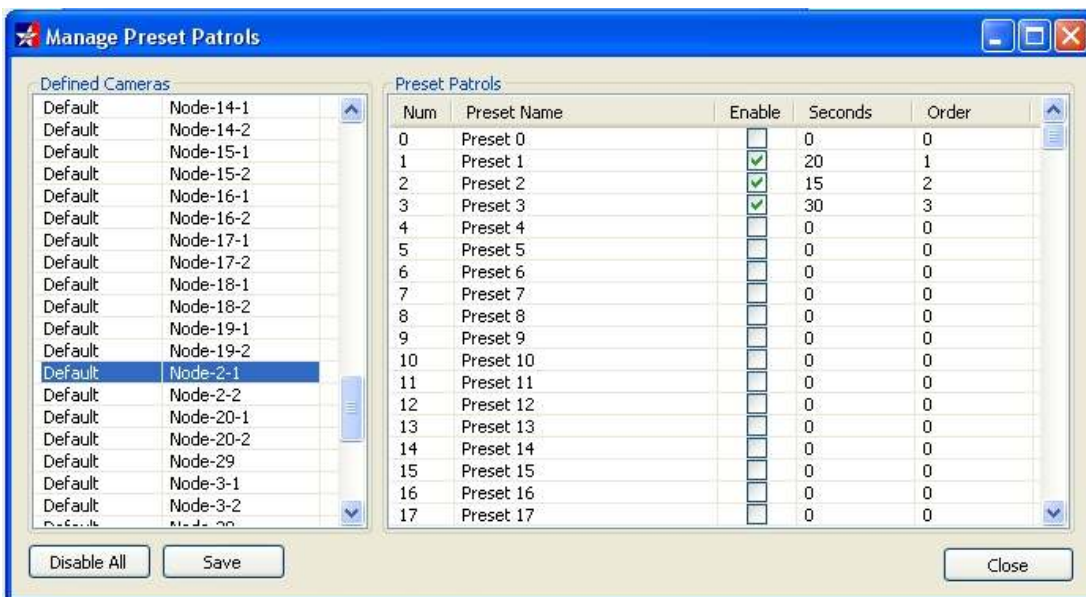 Manage Preset Patrols
Defined Cameras
Default Node-14-1
Default Node-14-2
Default Node-15-1
Default Node-15-2
Default Node-16-1
Default Node-16-2
Default Node-17-1
Default Node-17-2
Default Node-18-1
Default Node-18-2
Default Node-19-1
Default Node-19-2
Default Node-2-1
Default Node-2-2
Default Node-20-1
Default Node-20-2
Default Node-29
Default Node-3-1
Default Node-3-2
Preset Patrols
Num Preset Name Enable Seconds Order
0 Preset 0 0 0
1 Preset 1 20 1
2 Preset 2 15 2
3 Preset 3 30 3
4 Preset 4 0 0
5 Preset 5 0 0
6 Preset 6 0 0
7 Preset 7 0 0
8 Preset 8 0 0
9 Preset 9 0 0
10 Preset 10 0 0
11 Preset 11 0 0
12 Preset 12 0 0
13 Preset 13 0 0
14 Preset 14 0 0
15 Preset 15 0 0
16 Preset 16 0 0
17 Preset 17 0 0
Disable All Save Close